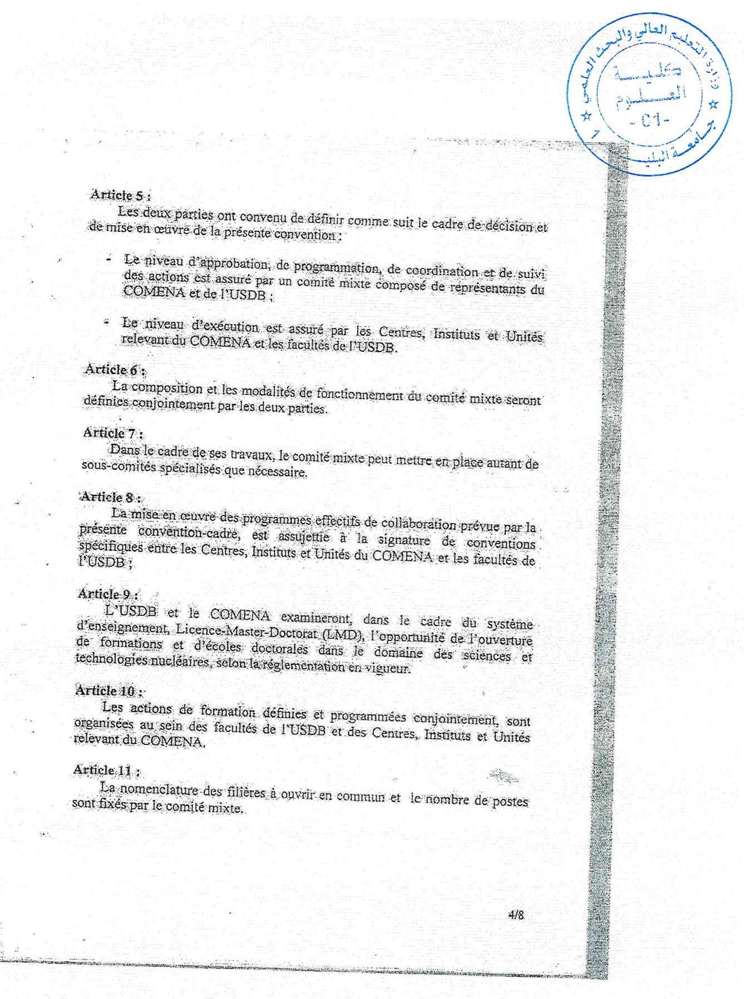 وزارة التعليم العالي والبحث العلمي
كليـــة
العـــلـــوم
- 01 -
جامعة البليـــ 1
Article 5 :
Les deux parties ont convenu de définir comme suit le cadre de décision et
de mise en œuvre de la présente convention :
- Le niveau d'approbation, de programmation, de coordination et de suivi
des actions est assuré par un comité mixte composé de représentants du
COMENA et de l'USDB ;
- Le niveau d'exécution est assuré par les Centres, Instituts et Unités
relevant du COMENA et les facultés de l'USDB.
Article 6 :
La composition et les modalités de fonctionnement du comité mixte seront
définies conjointement par les deux parties.
Article 7 :
Dans le cadre de ses travaux, le comité mixte peut mettre en place autant de
sous-comités spécialisés que nécessaire.
Article 8 :
La mise en œuvre des programmes effectifs de collaboration prévue par la
présente convention-cadre, est assujettie à la signature de conventions
spécifiques entre les Centres, Instituts et Unités du COMENA et les facultés de
l'USDB ;
Article 9 :
L'USDB et le COMENA examineront, dans le cadre du système
d'enseignement, Licence-Master-Doctorat (LMD), l'opportunité de l'ouverture
de formations et d'écoles doctorales dans le domaine des sciences et
technologies nucléaires, selon la réglementation en vigueur.
Article 10 :
Les actions de formation définies et programmées conjointement, sont
organisées au sein des facultés de l'USDB et des Centres, Instituts et Unités
relevant du COMENA.
Article 11 :
La nomenclature des filières à ouvrir en commun et le nombre de postes
sont fixés par le comité mixte.
4/8